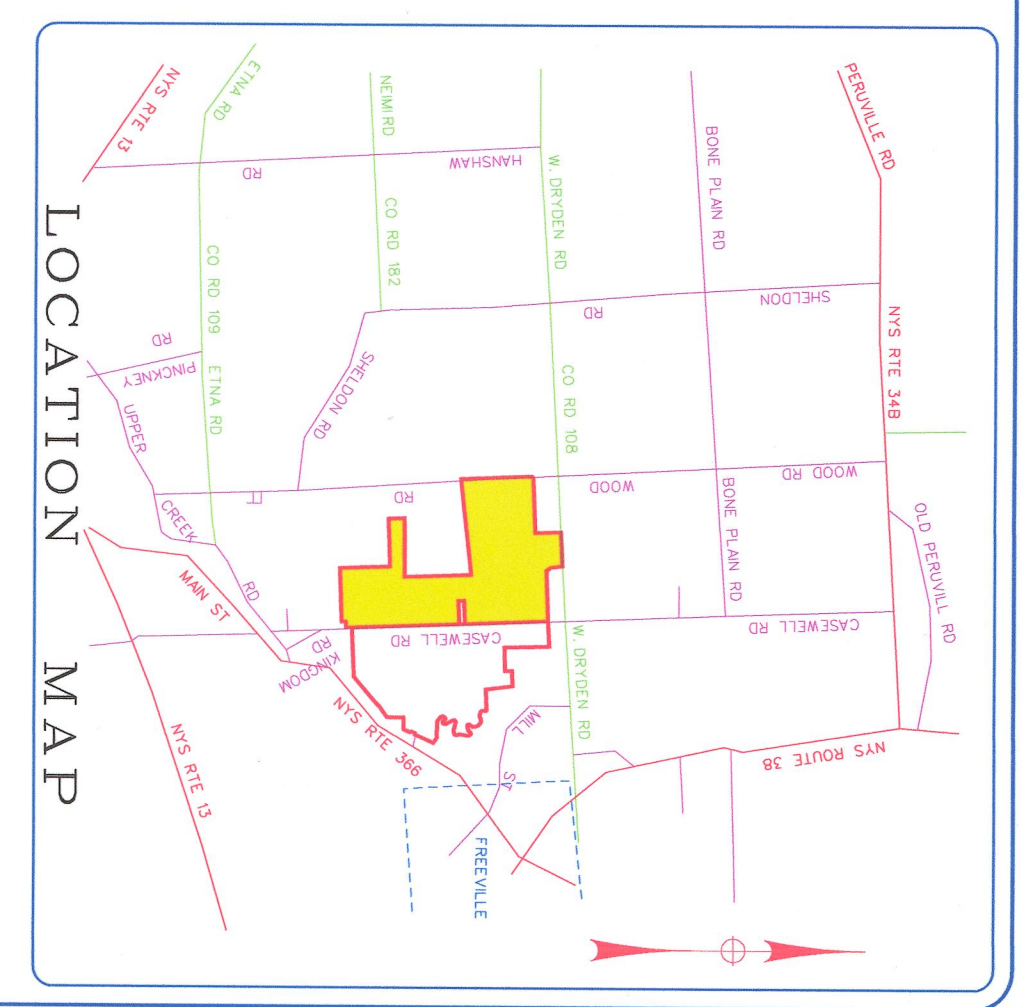 PERUVILLE RD
NYS RTE 34B
OLD PERUVILL RD
BONE PLAIN RD
BONE PLAIN RD
SHELDON
RD
WOOD RD
WOOD
RD
CASEWELL RD
CASEWELL RD
NYS ROUTE 38
W. DRYDEN RD
CO RD 108
W. DRYDEN RD
HANSHAW
RD
NEIMI RD
CO RD 182
SHELDON RD
MILL
ST
FREEVILLE
ETNA RD
CO RD 109
ETNA RD
PINCKNEY
RD
UPPER
CREEK
RD
KINGDOM
RD
MAIN ST
NYS RTE 366
NYS RTE 13
NYS RTE 13
LOCATION MAP